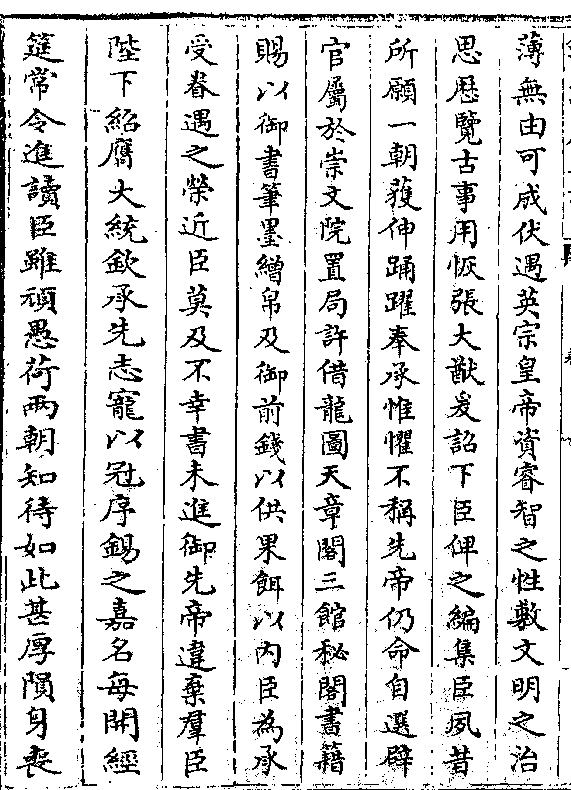 薄無由可成伏遇英宗皇帝資睿智之性敷文明之治
思歷覽古事用恢張大猷爰詔下臣俾之編集臣夙昔
所願一朝獲伸踊躍奉承惟懼不稱先帝仍命自選辟
官屬於崇文院置局許借龍圖天章閣三館秘閣書籍
賜以御書筆墨繒帛及御前錢以供果餌以內臣為承
受眷遇之榮近臣莫及不幸書未進御先帝違棄羣臣
陛下紹膺大統欽承先志寵以冠序錫之嘉名每開經
筵常令進讀臣雖頑愚荷兩朝知待如此甚厚隕身喪